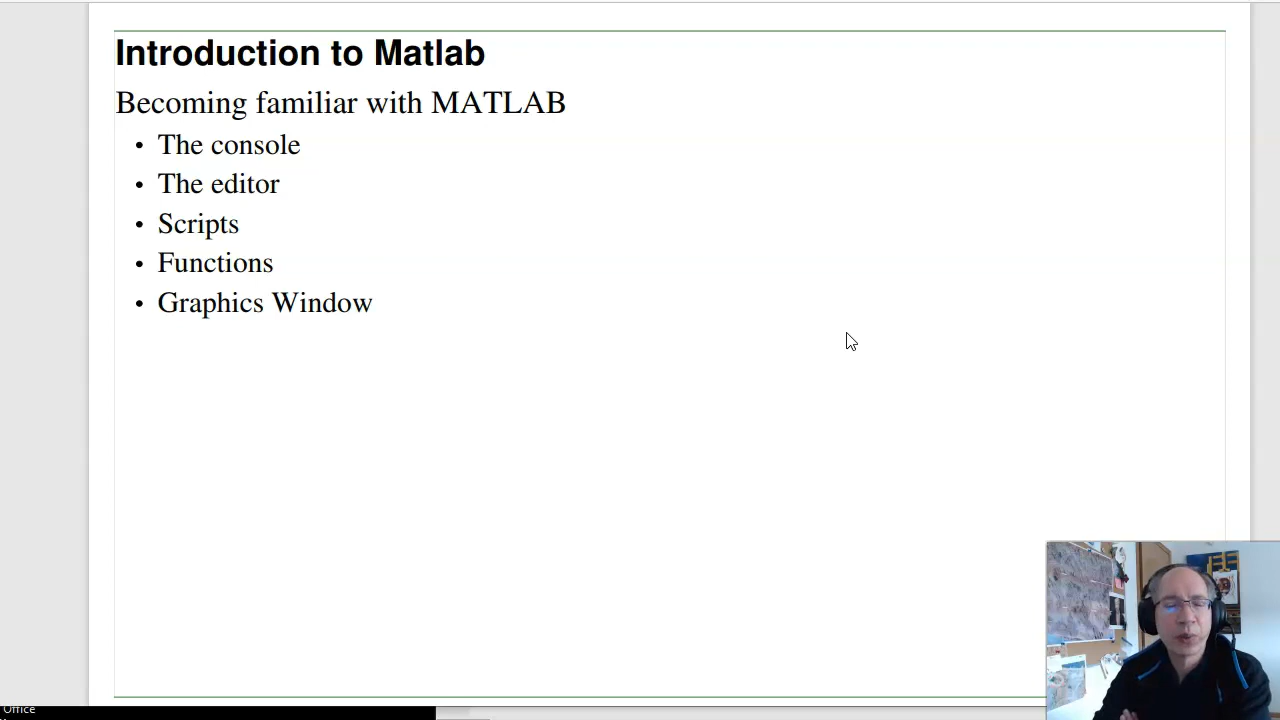 Introduction to Matlab
Becoming familiar with MATLAB
• The console
• The editor
• Scripts
• Functions
• Graphics Window
Office